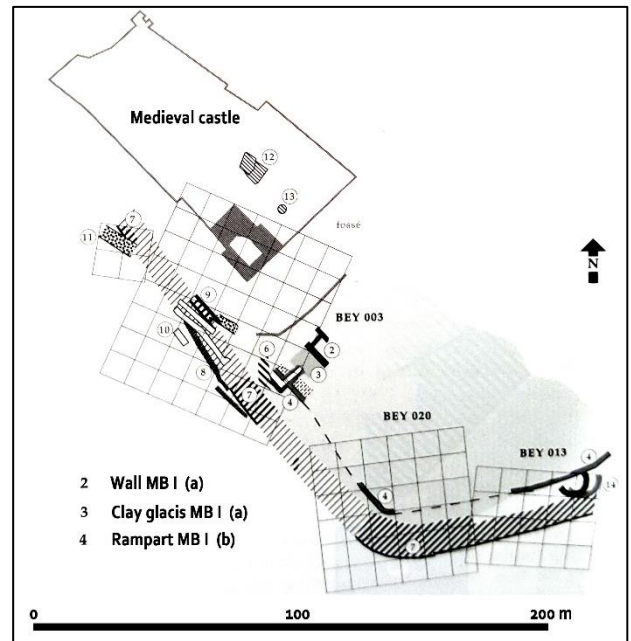 Medieval castle
12
13
fossé
7
11
N
9
BEY 003
10
2
6
3
8
4
7
BEY 020
BEY 013
4
4
14
7
2 Wall MB I (a)
3 Clay glacis MB I (a)
4 Rampart MB I (b)
0 100 200 m